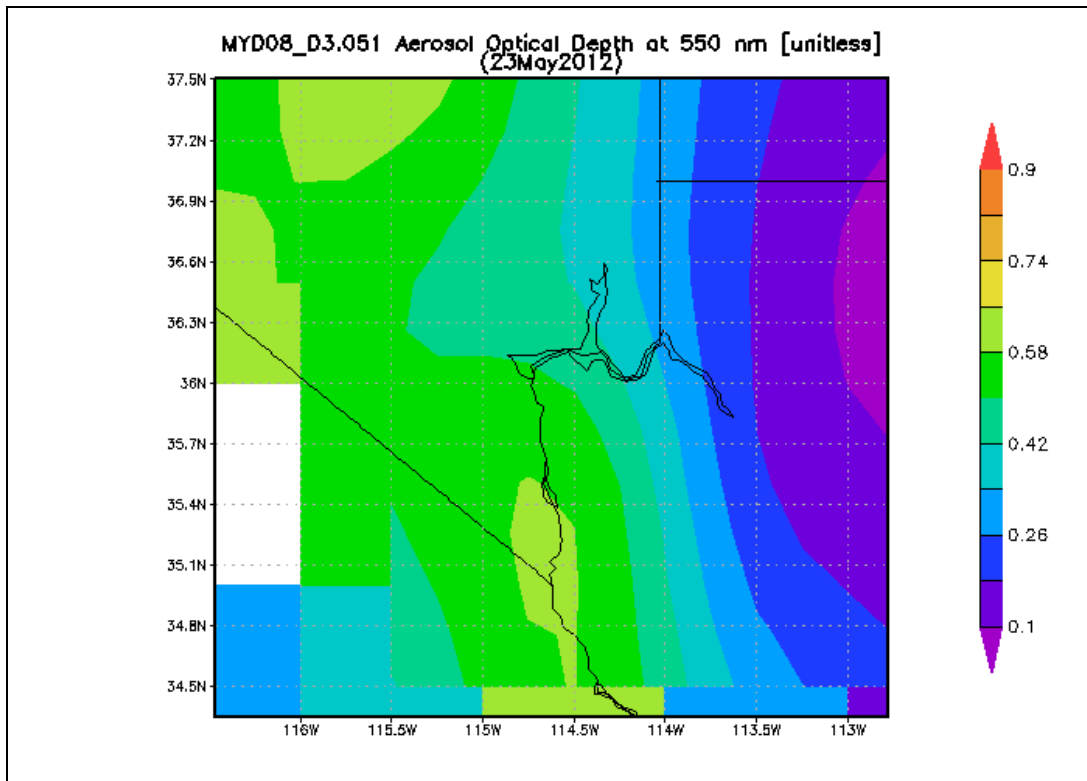 MYD08_D3.051 Aerosol Optical Depth at 550 nm [unitless]
(23May2012)
37.5N
37.2N
36.9N
36.6N
36.3N
36N
35.7N
35.4N
35.1N
34.8N
34.5N
116W
115.5W
115W
114.5W
114W
113.5W
113W
0.9
0.74
0.58
0.42
0.26
0.1